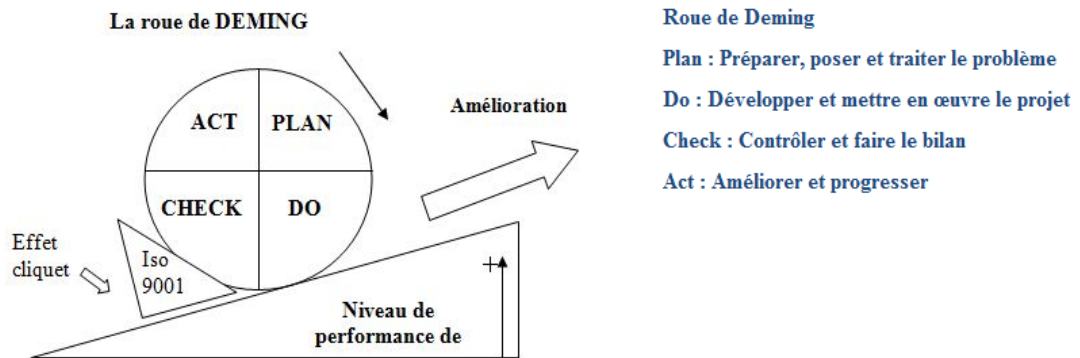 La roue de DEMING
ACT
PLAN
CHECK
DO
Amélioration
Effet
cliquet
Iso
9001
+
Niveau de
performance de
Roue de Deming
Plan : Préparer, poser et traiter le problème
Do : Développer et mettre en œuvre le projet
Check : Contrôler et faire le bilan
Act : Améliorer et progresser